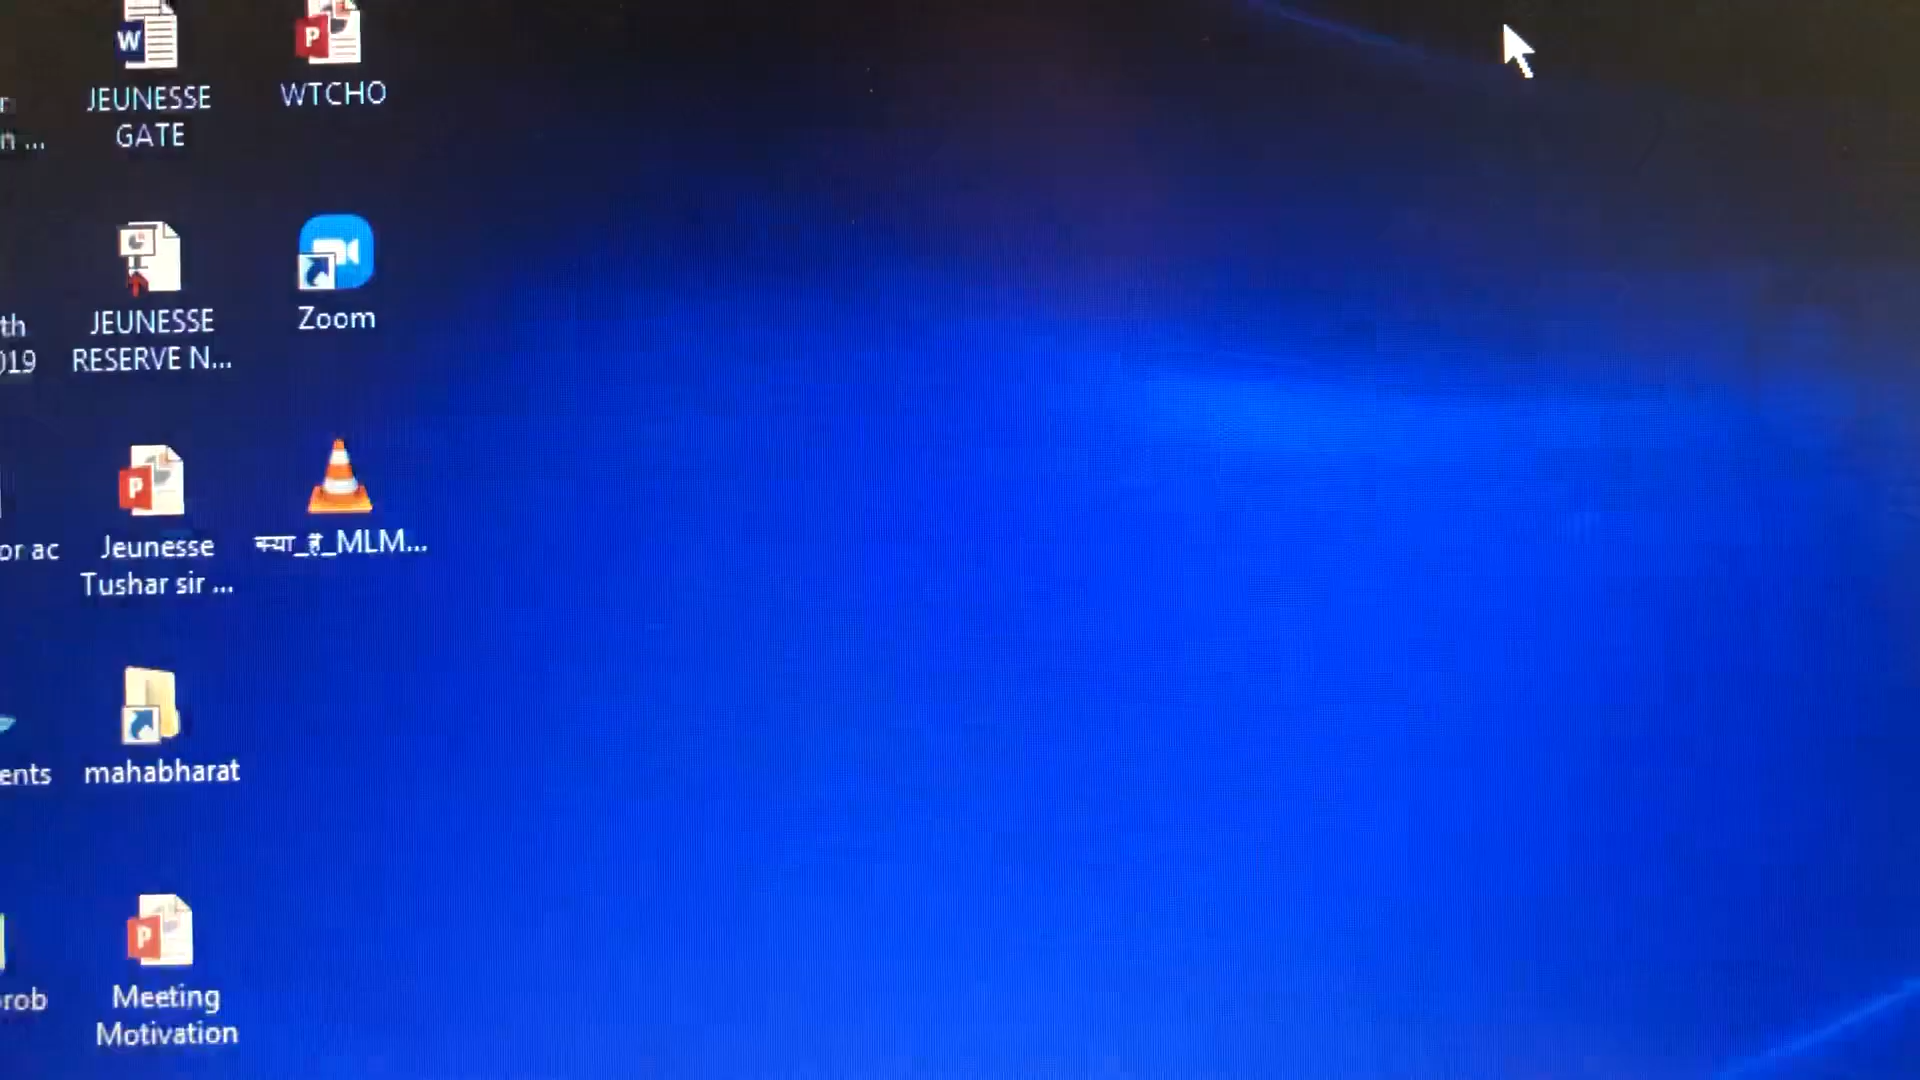 JEUNESSE
GATE
WTCHO
JEUNESSE
RESERVE N...
Zoom
th
019
Jeunesse
Tushar sir ...
क्या_है_MLM...
or ac
mahabharat
ents
Meeting
Motivation
rob